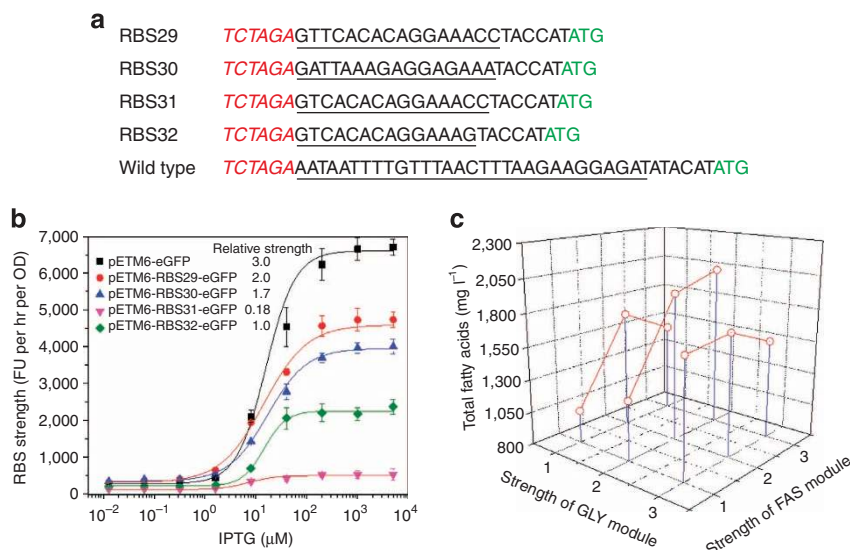 a
RBS29 TCTAGAGTTCACACAGGAAACCTACCATATG
RBS30 TCTAGAGATTAAAGAGGAGAAATACCATATG
RBS31 TCTAGAGTCACACAGGAAACCTACCATATG
RBS32 TCTAGAGTCACACAGGAAAGTACCATATG
Wild type TCTAGAAATAATTTTGTTTAACTTTAAGAAGGAGATATACATATG
b
RBS strength (FU per hr per OD)
7,000
6,000
5,000
4,000
3,000
2,000
1,000
0
Relative strength
pETM6-eGFP 3.0
pETM6-RBS29-eGFP 2.0
pETM6-RBS30-eGFP 1.7
pETM6-RBS31-eGFP 0.18
pETM6-RBS32-eGFP 1.0
10⁻² 10⁻¹ 10⁰ 10¹ 10² 10³ 10⁴
IPTG (μM)
c
Total fatty acids (mg l⁻¹)
2,300
2,050
1,800
1,550
1,300
1,050
800
1
2
3
Strength of GLY module
1
2
3
Strength of FAS module